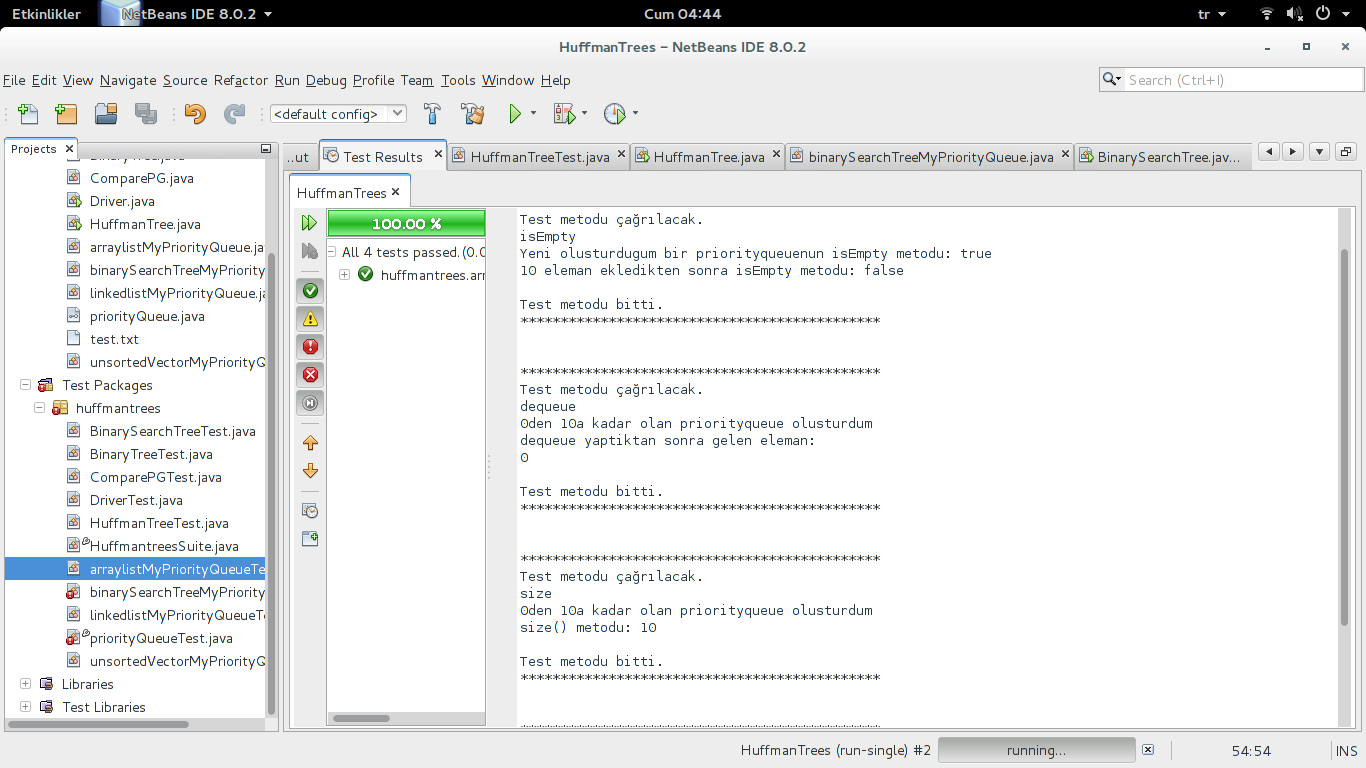 Etkinlikler NetBeans IDE 8.0.2 Cum 04:44 tr
HuffmanTrees – NetBeans IDE 8.0.2
File Edit View Navigate Source Refactor Run Debug Profile Team Tools Window Help
Search (Ctrl+I)
<default config>
Projects
..ut Test Results HuffmanTreeTest.java HuffmanTree.java binarySearchTreeMyPriorityQueue.java BinarySearchTree.jav...
ComparePG.java
Driver.java
HuffmanTree.java
arraylistMyPriorityQueue.ja
binarySearchTreeMyPriority
linkedlistMyPriorityQueue.j
priorityQueue.java
test.txt
unsortedVectorMyPriorityQ
Test Packages
huffmantrees
BinarySearchTreeTest.java
BinaryTreeTest.java
ComparePGTest.java
DriverTest.java
HuffmanTreeTest.java
HuffmantreesSuite.java
arraylistMyPriorityQueueTe
binarySearchTreeMyPriority
linkedlistMyPriorityQueueT
priorityQueueTest.java
unsortedVectorMyPriorityQ
Libraries
Test Libraries
HuffmanTrees
100.00 %
All 4 tests passed.(0.0
huffmantrees.arr
Test metodu çağrılacak.
isEmpty
Yeni olusturdugum bir priorityqueuenun isEmpty metodu: true
10 eleman ekledikten sonra isEmpty metodu: false
Test metodu bitti.
*********************************************
*********************************************
Test metodu çağrılacak.
dequeue
0den 10a kadar olan priorityqueue olusturdum
dequeue yaptiktan sonra gelen eleman:
0
Test metodu bitti.
*********************************************
*********************************************
Test metodu çağrılacak.
size
0den 10a kadar olan priorityqueue olusturdum
size() metodu: 10
Test metodu bitti.
*********************************************
*********************************************
HuffmanTrees (run-single) #2 running... 54:54 INS